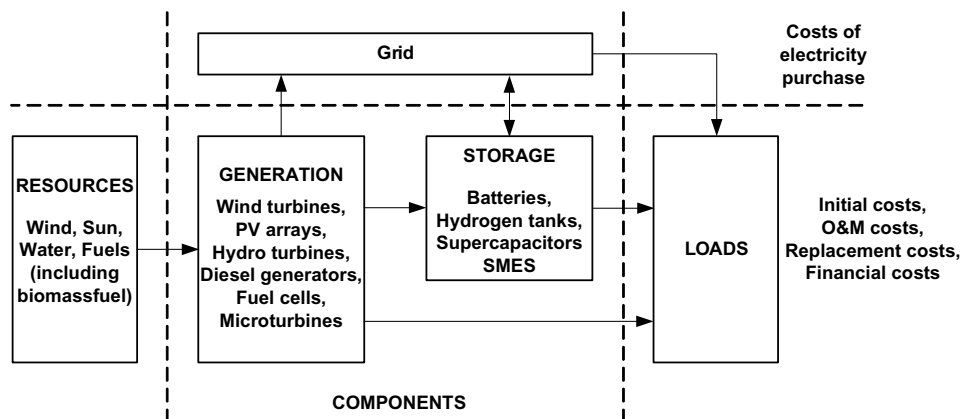 Grid
Costs of
electricity
purchase
RESOURCES
Wind, Sun,
Water, Fuels
(including
biomassfuel)
GENERATION
Wind turbines,
PV arrays,
Hydro turbines,
Diesel generators,
Fuel cells,
Microturbines
STORAGE
Batteries,
Hydrogen tanks,
Supercapacitors
SMES
LOADS
Initial costs,
O&M costs,
Replacement costs,
Financial costs
COMPONENTS